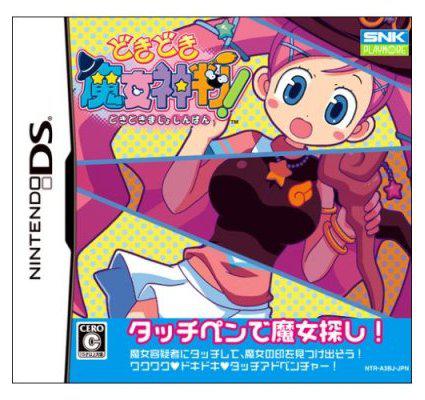 どきどき
魔女神判!
どきどきまじょしんぱん
TM
SNK
PLAYMORE
NINTENDO DS
CERO
C
タッチペンで魔女探し!
魔女容疑者にタッチして、魔女の印を見つけ出そう!
ワクワク♥ドキドキ♥タッチアドベンチャー!
NTR-A3BJ-JPN